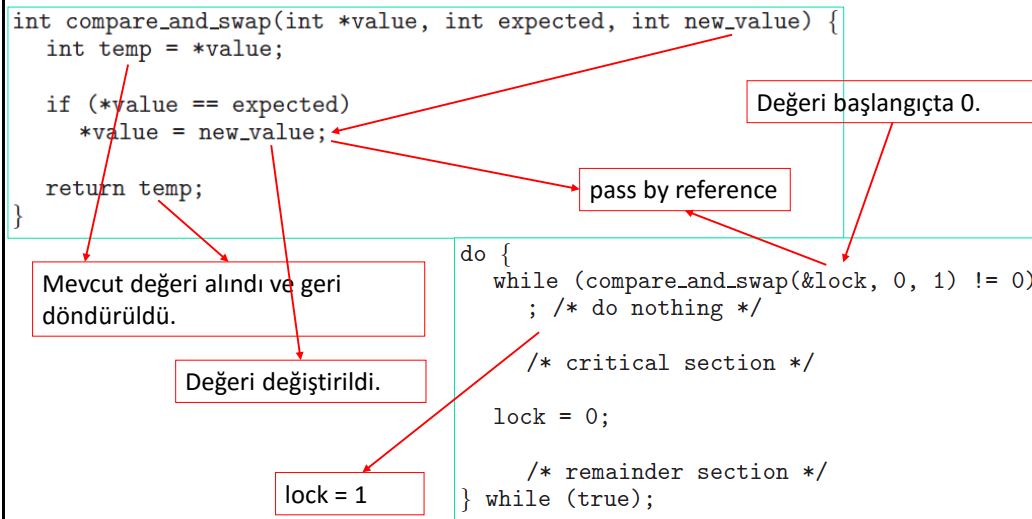 int compare_and_swap(int *value, int expected, int new_value) {
int temp = *value;
if (*value == expected)
*value = new_value;
return temp;
}
Değeri başlangıçta 0.
pass by reference
Mevcut değeri alındı ve geri
döndürüldü.
Değeri değiştirildi.
lock = 1
do {
while (compare_and_swap(&lock, 0, 1) != 0)
; /* do nothing */
/* critical section */
lock = 0;
/* remainder section */
} while (true);